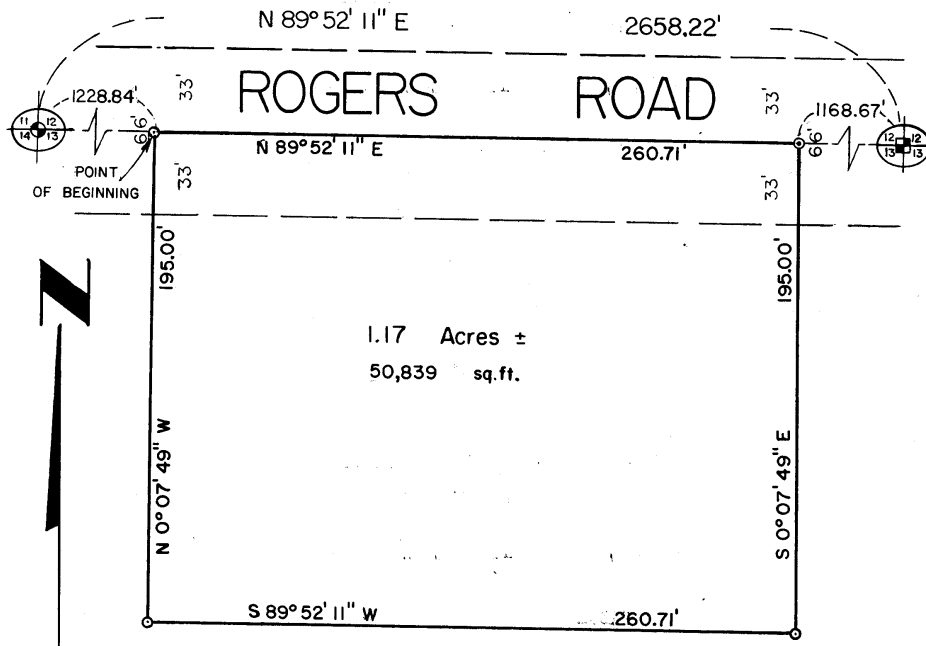 N 89° 52' 11" E 2658.22'
ROGERS ROAD
1228.84' 33' 33' 1168.67'
11 12
14 13
12 12
13 13
66' 66'
N 89° 52' 11" E 260.71'
POINT
OF BEGINNING
33' 33'
195.00' 195.00'
N
1.17 Acres ±
50,839 sq.ft.
N 0° 07' 49" W
S 0° 07' 49" E
S 89° 52' 11" W 260.71'